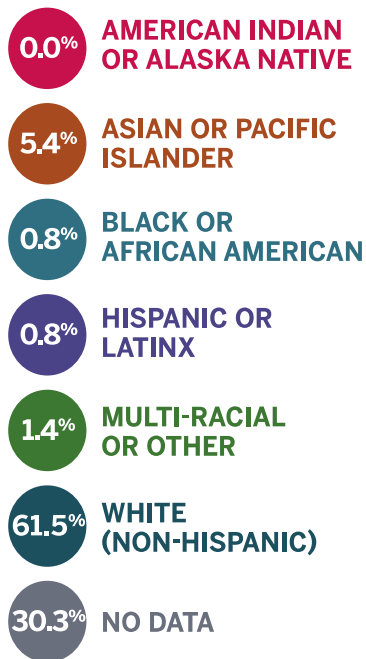 0.0%
AMERICAN INDIAN
OR ALASKA NATIVE
5.4%
ASIAN OR PACIFIC
ISLANDER
0.8%
BLACK OR
AFRICAN AMERICAN
0.8%
HISPANIC OR
LATINX
1.4%
MULTI-RACIAL
OR OTHER
61.5%
WHITE
(NON-HISPANIC)
30.3%
NO DATA